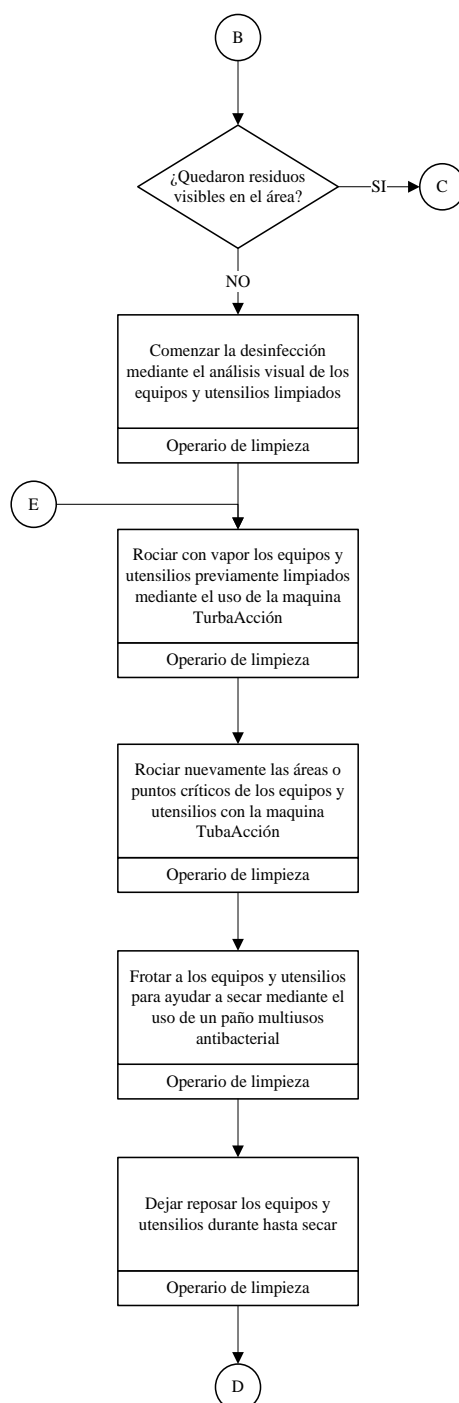 B
¿Quedaron residuos
visibles en el área?
SI
C
NO
Comenzar la desinfección
mediante el análisis visual de los
equipos y utensilios limpiados
Operario de limpieza
E
Rociar con vapor los equipos y
utensilios previamente limpiados
mediante el uso de la maquina
TurbaAcción
Operario de limpieza
Rociar nuevamente las áreas o
puntos críticos de los equipos y
utensilios con la maquina
TubaAcción
Operario de limpieza
Frotar a los equipos y utensilios
para ayudar a secar mediante el
uso de un paño multiusos
antibacterial
Operario de limpieza
Dejar reposar los equipos y
utensilios durante hasta secar
Operario de limpieza
D